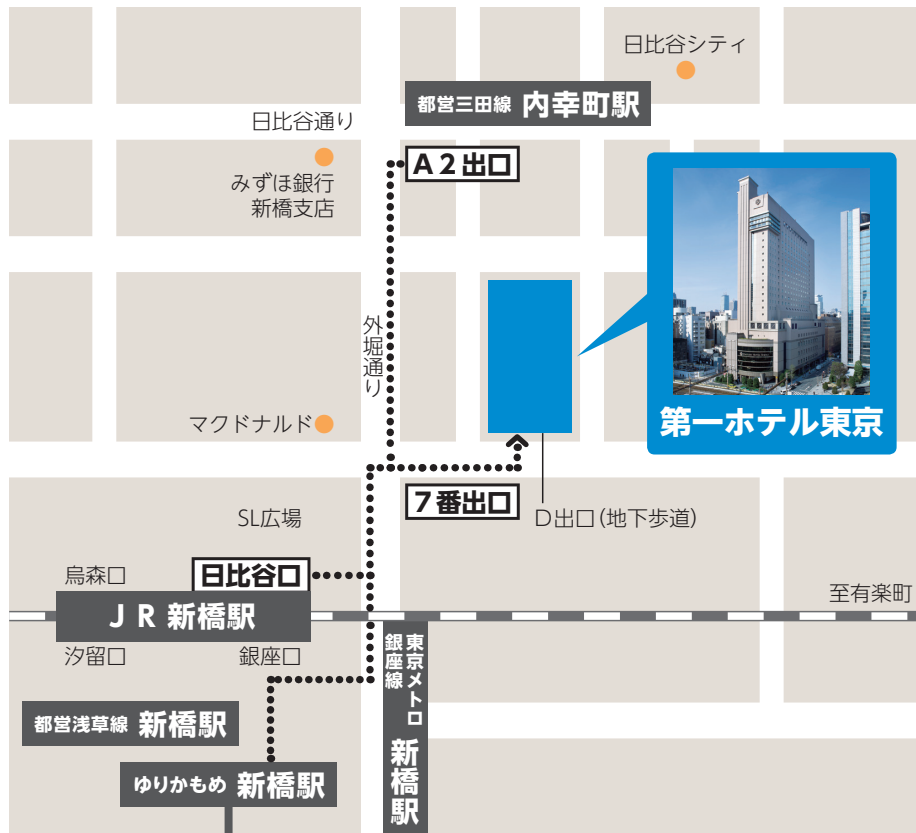 日比谷シティ
都営三田線 内幸町駅
日比谷通り
A2出口
みずほ銀行
新橋支店
外堀通り
マクドナルド
第一ホテル東京
7番出口
D出口(地下歩道)
SL広場
烏森口
日比谷口
至有楽町
JR 新橋駅
汐留口
銀座口
東京メトロ
銀座線
新橋駅
都営浅草線 新橋駅
ゆりかもめ 新橋駅